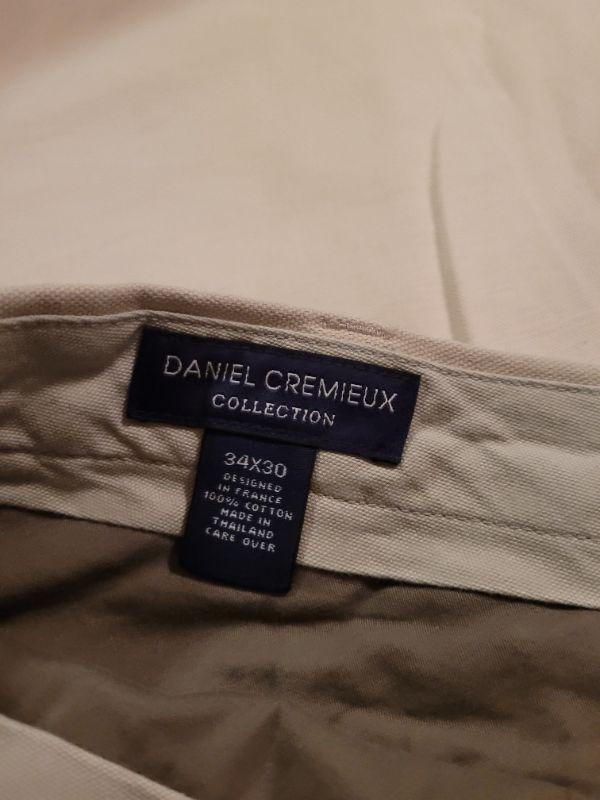 DANIEL CREMIEUX
COLLECTION
34X30
DESIGNED
IN FRANCE
100% COTTON
MADE IN
THAILAND
CARE OVER